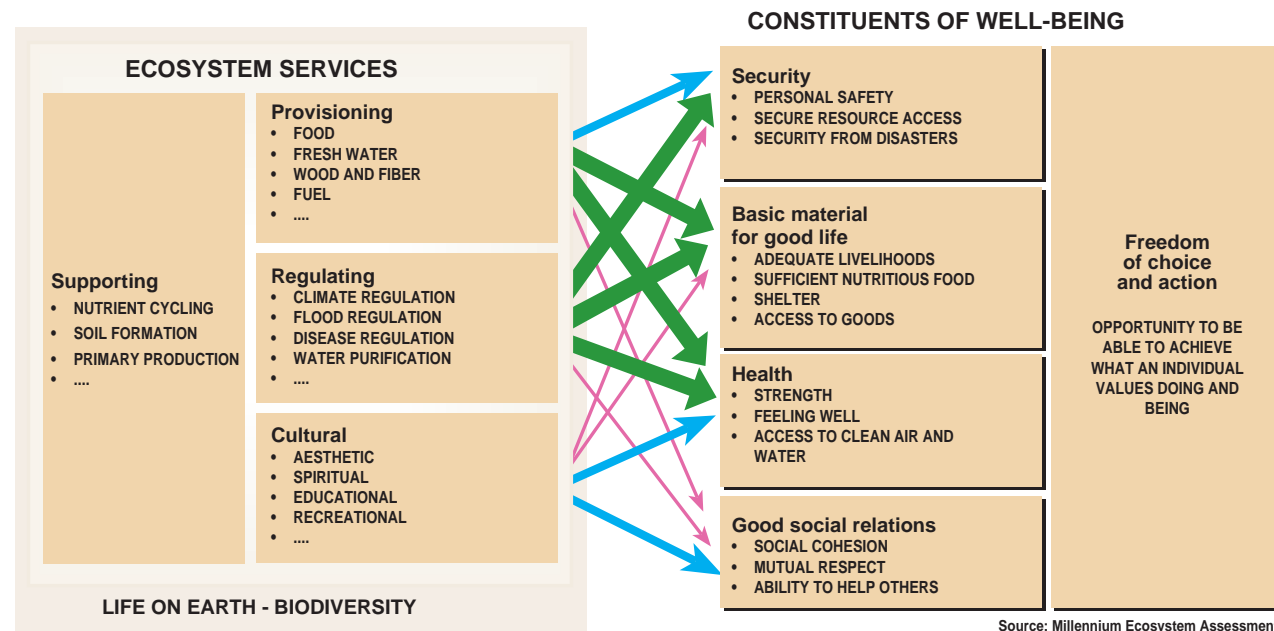 CONSTITUENTS OF WELL-BEING
ECOSYSTEM SERVICES
Supporting
• NUTRIENT CYCLING
• SOIL FORMATION
• PRIMARY PRODUCTION
• ....
Provisioning
• FOOD
• FRESH WATER
• WOOD AND FIBER
• FUEL
• ....
Regulating
• CLIMATE REGULATION
• FLOOD REGULATION
• DISEASE REGULATION
• WATER PURIFICATION
• ....
Cultural
• AESTHETIC
• SPIRITUAL
• EDUCATIONAL
• RECREATIONAL
• ....
LIFE ON EARTH - BIODIVERSITY
Security
• PERSONAL SAFETY
• SECURE RESOURCE ACCESS
• SECURITY FROM DISASTERS
Basic material
for good life
• ADEQUATE LIVELIHOODS
• SUFFICIENT NUTRITIOUS FOOD
• SHELTER
• ACCESS TO GOODS
Health
• STRENGTH
• FEELING WELL
• ACCESS TO CLEAN AIR AND
WATER
Good social relations
• SOCIAL COHESION
• MUTUAL RESPECT
• ABILITY TO HELP OTHERS
Freedom
of choice
and action
OPPORTUNITY TO BE
ABLE TO ACHIEVE
WHAT AN INDIVIDUAL
VALUES DOING AND
BEING
Source: Millennium Ecosystem Assessmen